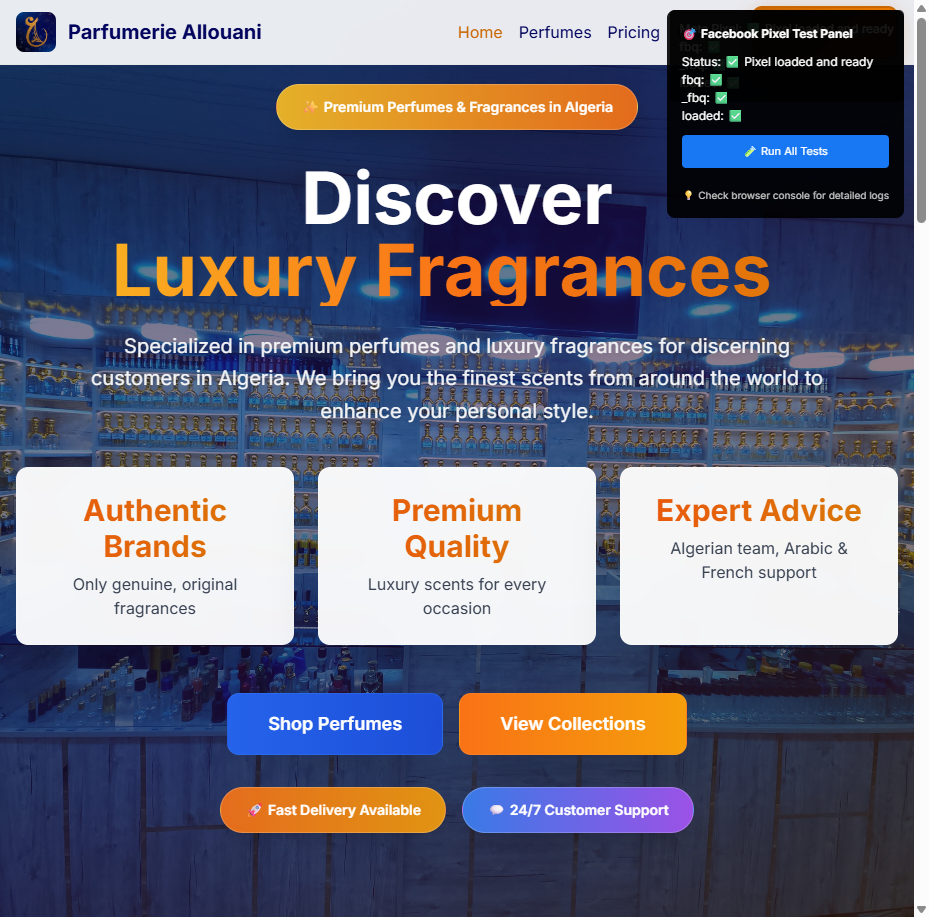 Parfumerie Allouani
Home Perfumes Pricing
🎯 Facebook Pixel Test Panel
Status: ✅ Pixel loaded and ready
fbq: ✅
_fbq: ✅
loaded: ✅
🧪 Run All Tests
💡 Check browser console for detailed logs
✨ Premium Perfumes & Fragrances in Algeria
Discover
Luxury Fragrances
Specialized in premium perfumes and luxury fragrances for discerning
customers in Algeria. We bring you the finest scents from around the world to
enhance your personal style.
Authentic
Brands
Only genuine, original
fragrances
Premium
Quality
Luxury scents for every
occasion
Expert Advice
Algerian team, Arabic &
French support
Shop Perfumes
View Collections
🚀 Fast Delivery Available
💬 24/7 Customer Support